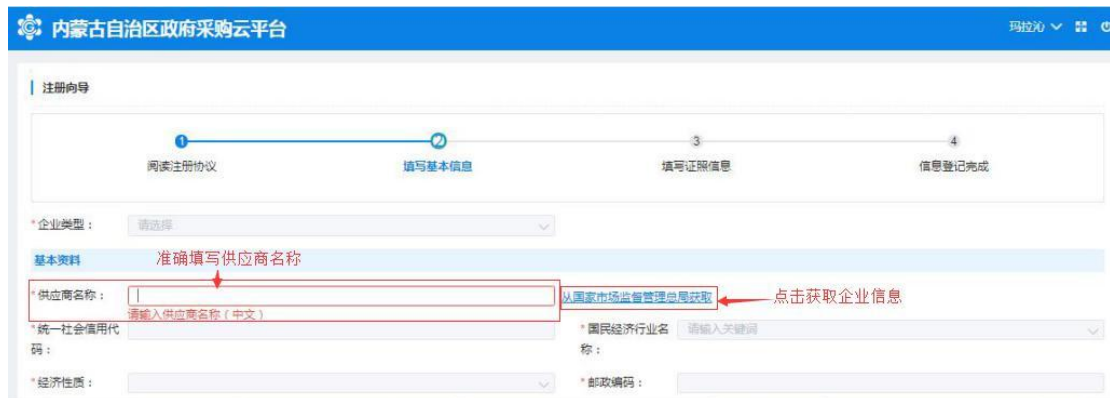 内蒙古自治区政府采购云平台
玛拉沁
注册向导
1 2 3 4
阅读注册协议 填写基本信息 填写证照信息 信息登记完成
*企业类型： 请选择
基本资料 准确填写供应商名称
*供应商名称： 从国家市场监督管理总局获取 点击获取企业信息
请输入供应商名称（中文）
*统一社会信用代 *国民经济行业名 请输入关键词
码： 称：
*经济性质： *邮政编码：